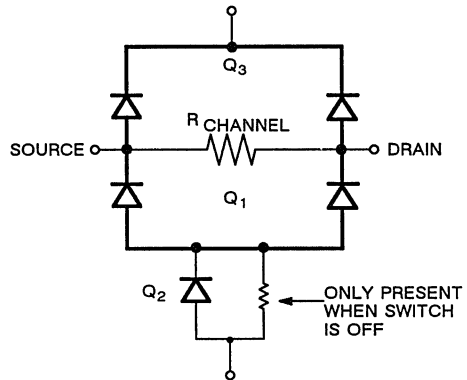 Q3
R CHANNEL
SOURCE
DRAIN
Q1
Q2
ONLY PRESENT
WHEN SWITCH
IS OFF